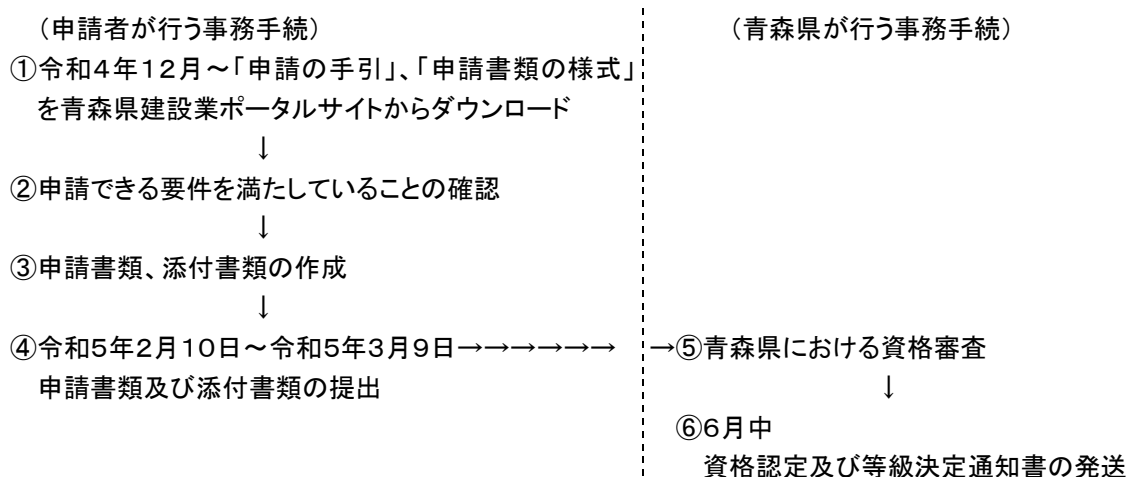 （申請者が行う事務手続）
（青森県が行う事務手続）
①令和４年１２月～「申請の手引」、「申請書類の様式」
を青森県建設業ポータルサイトからダウンロード
↓
②申請できる要件を満たしていることの確認
↓
③申請書類、添付書類の作成
↓
④令和５年２月１０日～令和５年３月９日→→→→→→ →⑤青森県における資格審査
申請書類及び添付書類の提出
↓
⑥６月中
資格認定及び等級決定通知書の発送